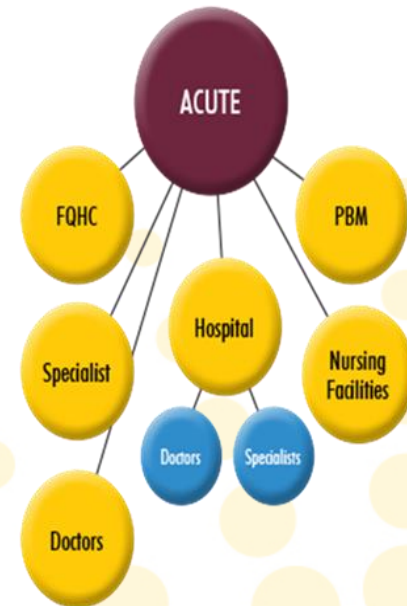 ACUTE
FQHC
PBM
Hospital
Specialist
Nursing
Facilities
Doctors
Specialists
Doctors